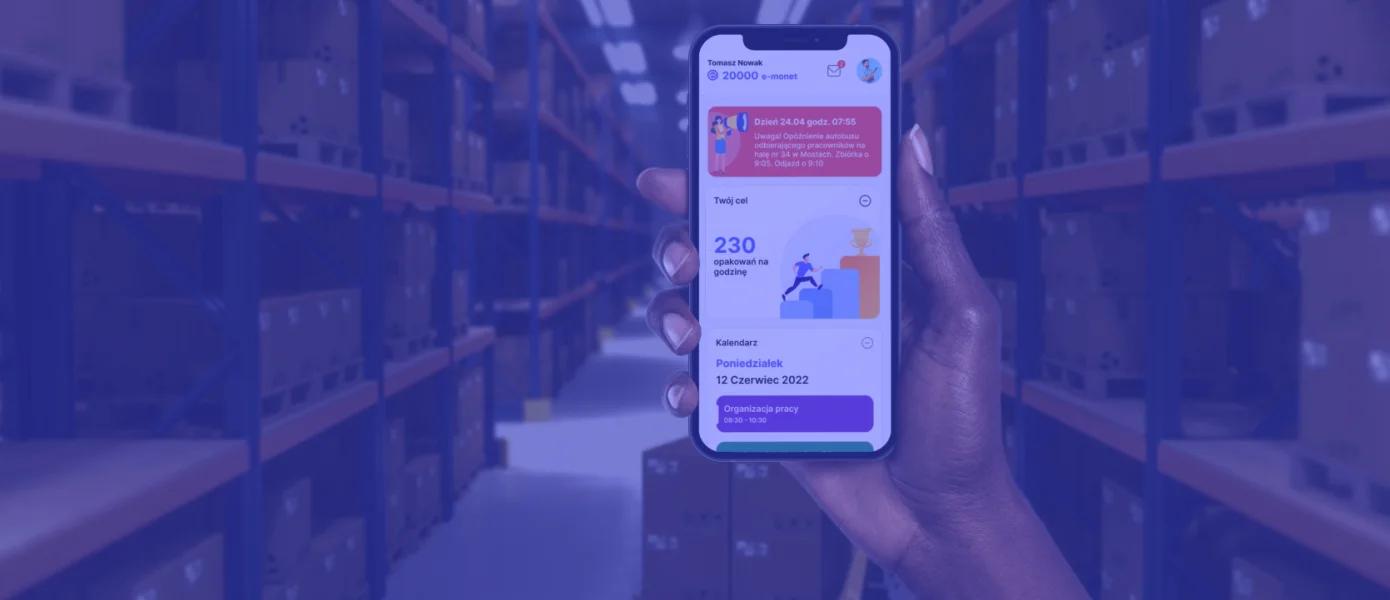 Tomasz Nowak
20000 e-monet
2
Dzień 24.04 godz. 07:55
Uwaga! Opóźnienie autobusu
odbierającego pracowników na
halę nr 34 w Mostach. Zbiórka o
9:05, Odjazd o 9:10
Twój cel
230
opakowań na
godzinę
Kalendarz
Poniedziałek
12 Czerwiec 2022
Organizacja pracy
08:30 - 10:30